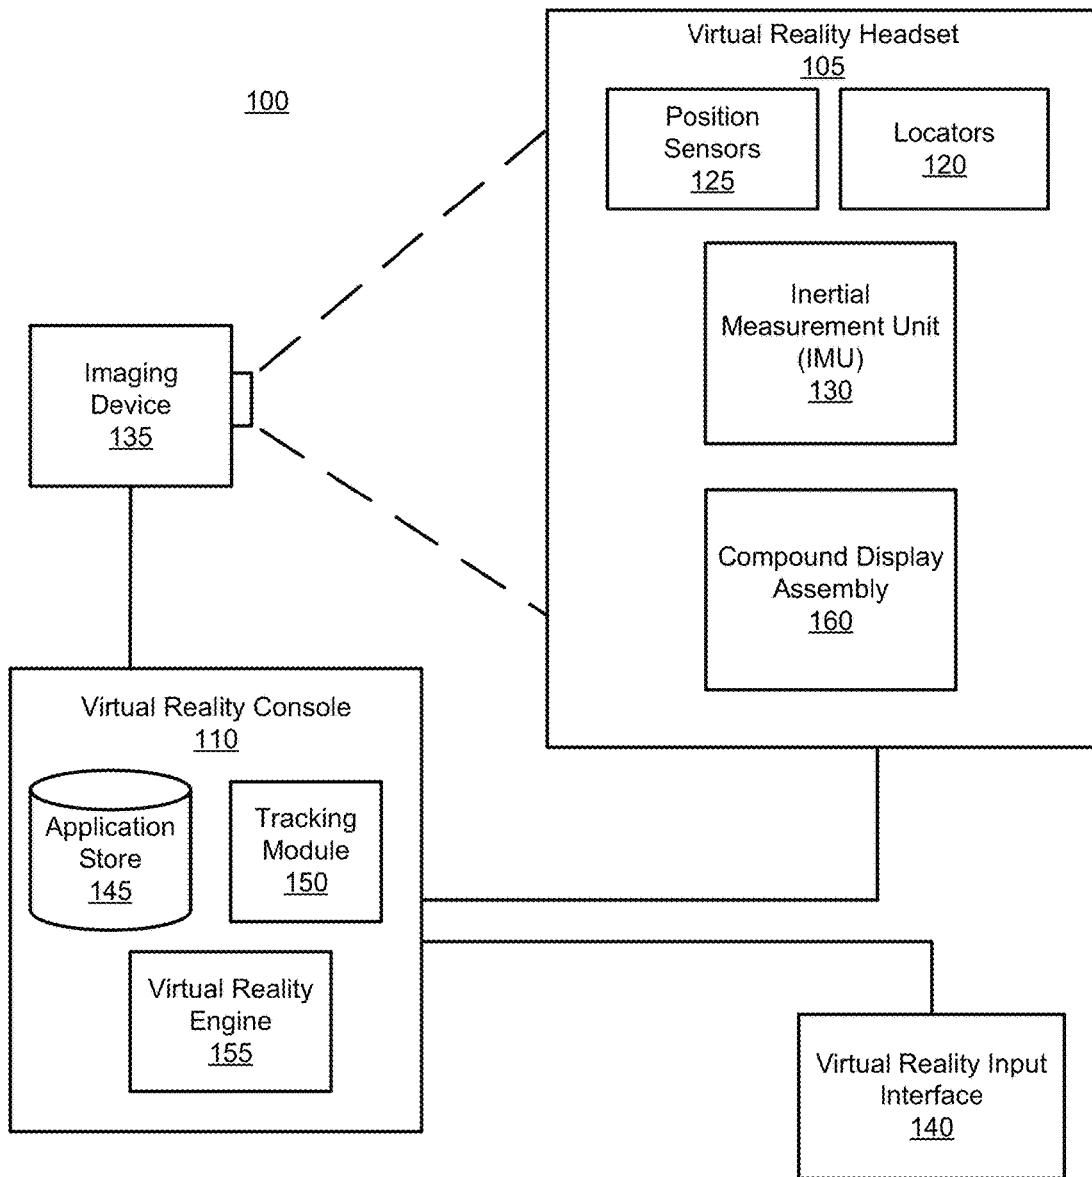 100
Virtual Reality Headset
105
Position
Sensors
125
Locators
120
Inertial
Measurement Unit
(IMU)
130
Compound Display
Assembly
160
Imaging
Device
135
Virtual Reality Console
110
Application
Store
145
Tracking
Module
150
Virtual Reality
Engine
155
Virtual Reality Input
Interface
140